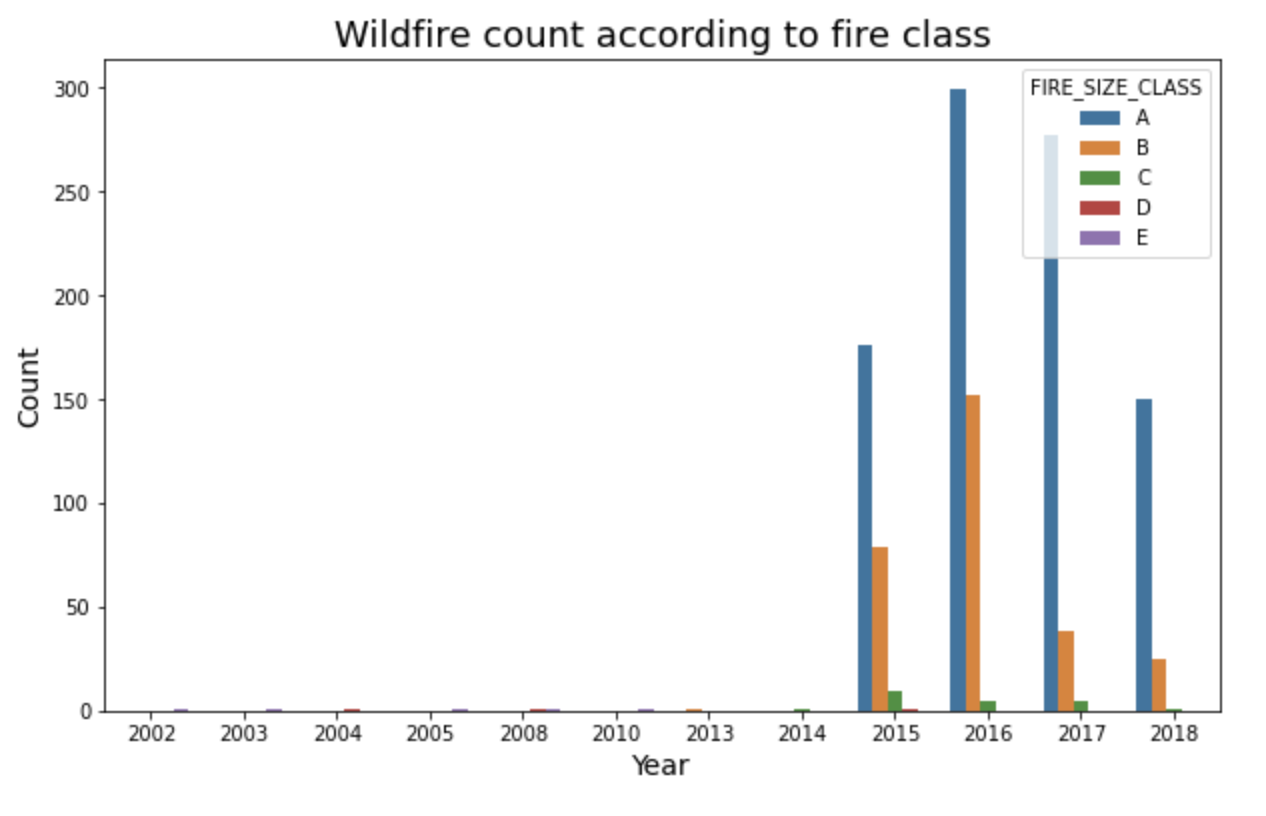 Wildfire count according to fire class
FIRE_SIZE_CLASS
A
B
C
D
E
300
250
200
150
100
50
0
Count
2002 2003 2004 2005 2008 2010 2013 2014 2015 2016 2017 2018
Year